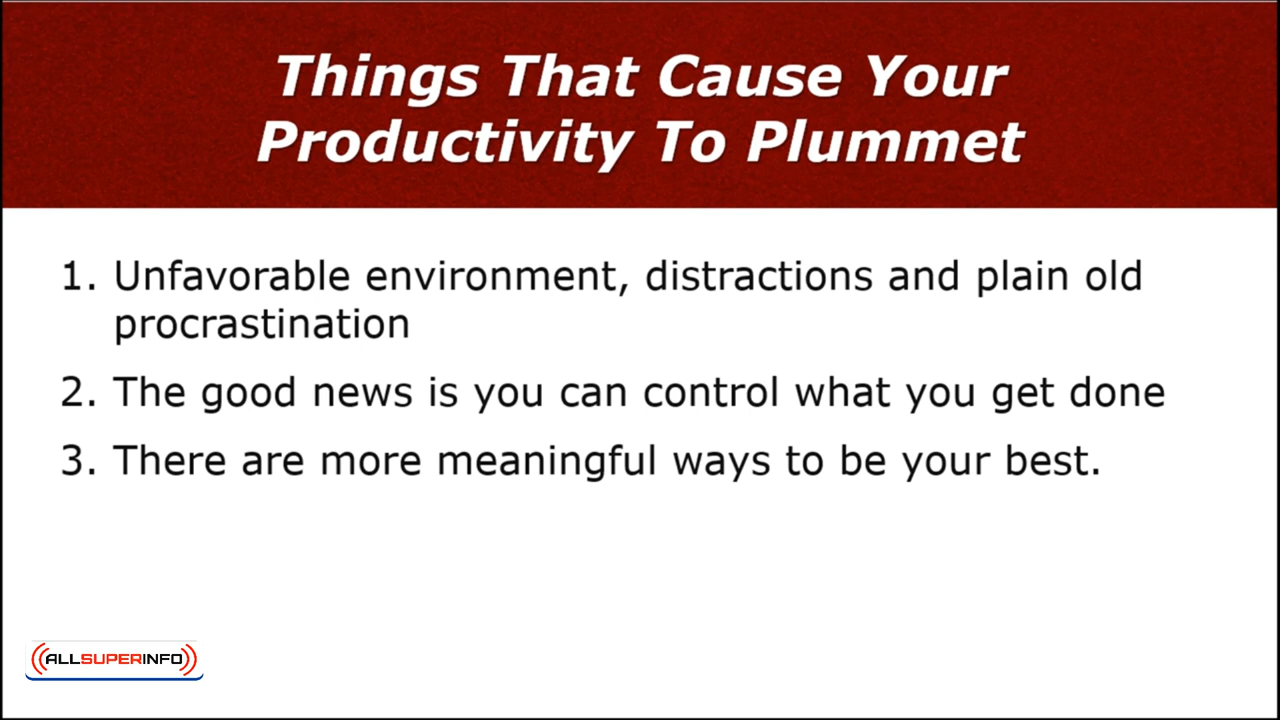 Things That Cause Your
Productivity To Plummet
1. Unfavorable environment, distractions and plain old
procrastination
2. The good news is you can control what you get done
3. There are more meaningful ways to be your best.
ALLSUPERINFO